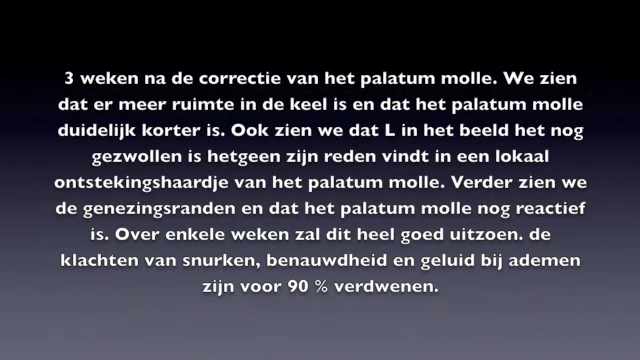 3 weken na de correctie van het palatum molle. We zien
dat er meer ruimte in de keel is en dat het palatum molle
duidelijk korter is. Ook zien we dat L in het beeld het nog
gezwollen is hetgeen zijn reden vindt in een lokaal
ontstekingshaardje van het palatum molle. Verder zien we
de genezingsranden en dat het palatum molle nog reactief
is. Over enkele weken zal dit heel goed uitzoen. de
klachten van snurken, benauwdheid en geluid bij ademen
zijn voor 90 % verdwenen.